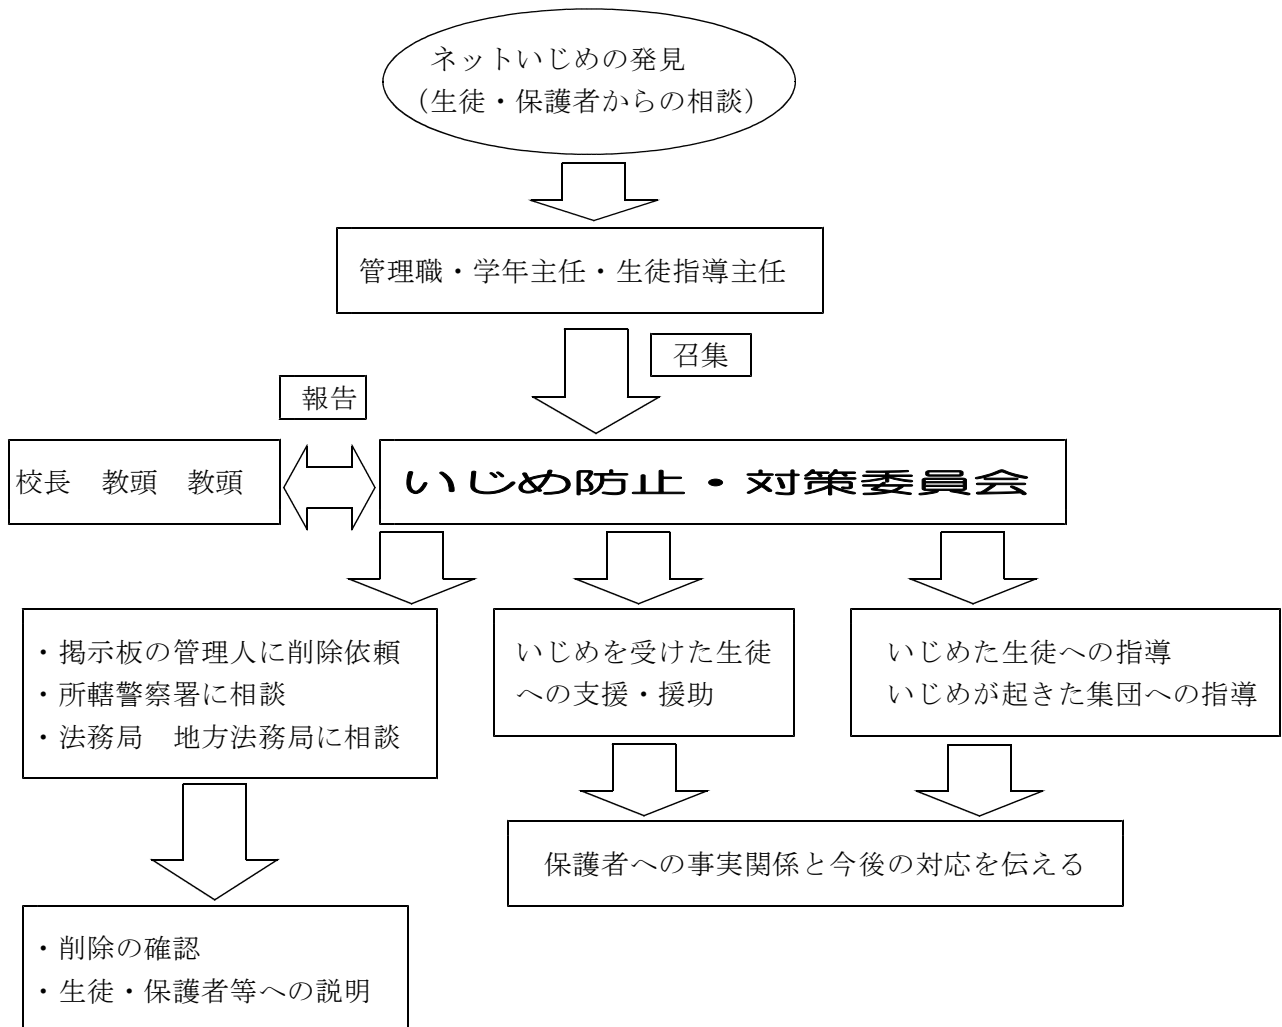 ネットいじめの発見
（生徒・保護者からの相談）
管理職・学年主任・生徒指導主任
召集
報告
校長　教頭　教頭
いじめ防止・対策委員会
・掲示板の管理人に削除依頼
・所轄警察署に相談
・法務局　地方法務局に相談
いじめを受けた生徒
への支援・援助
いじめた生徒への指導
いじめが起きた集団への指導
保護者への事実関係と今後の対応を伝える
・削除の確認
・生徒・保護者等への説明